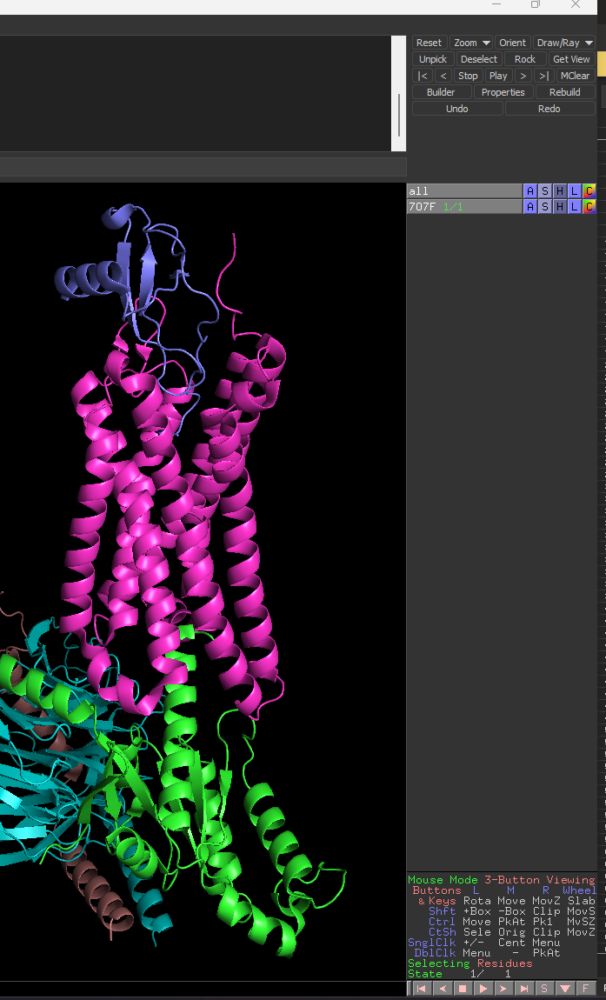 Reset Zoom Orient Draw/Ray
Unpick Deselect Rock Get View
|< < Stop Play > >| MClear
Builder Properties Rebuild
Undo Redo
all A S H L C
7O7F 1/1 A S H L C
Mouse Mode 3-Button Viewing
Buttons L M R Wheel
& Keys Rota Move MovZ Slab
Shft +Box -Box Clip MovS
Ctrl Move PkAt Pk1 MvSZ
CtSh Sele Orig Clip MovZ
SnglClk +/- Cent Menu
DblClk Menu - PkAt
Selecting Residues
State 1/ 1
S F